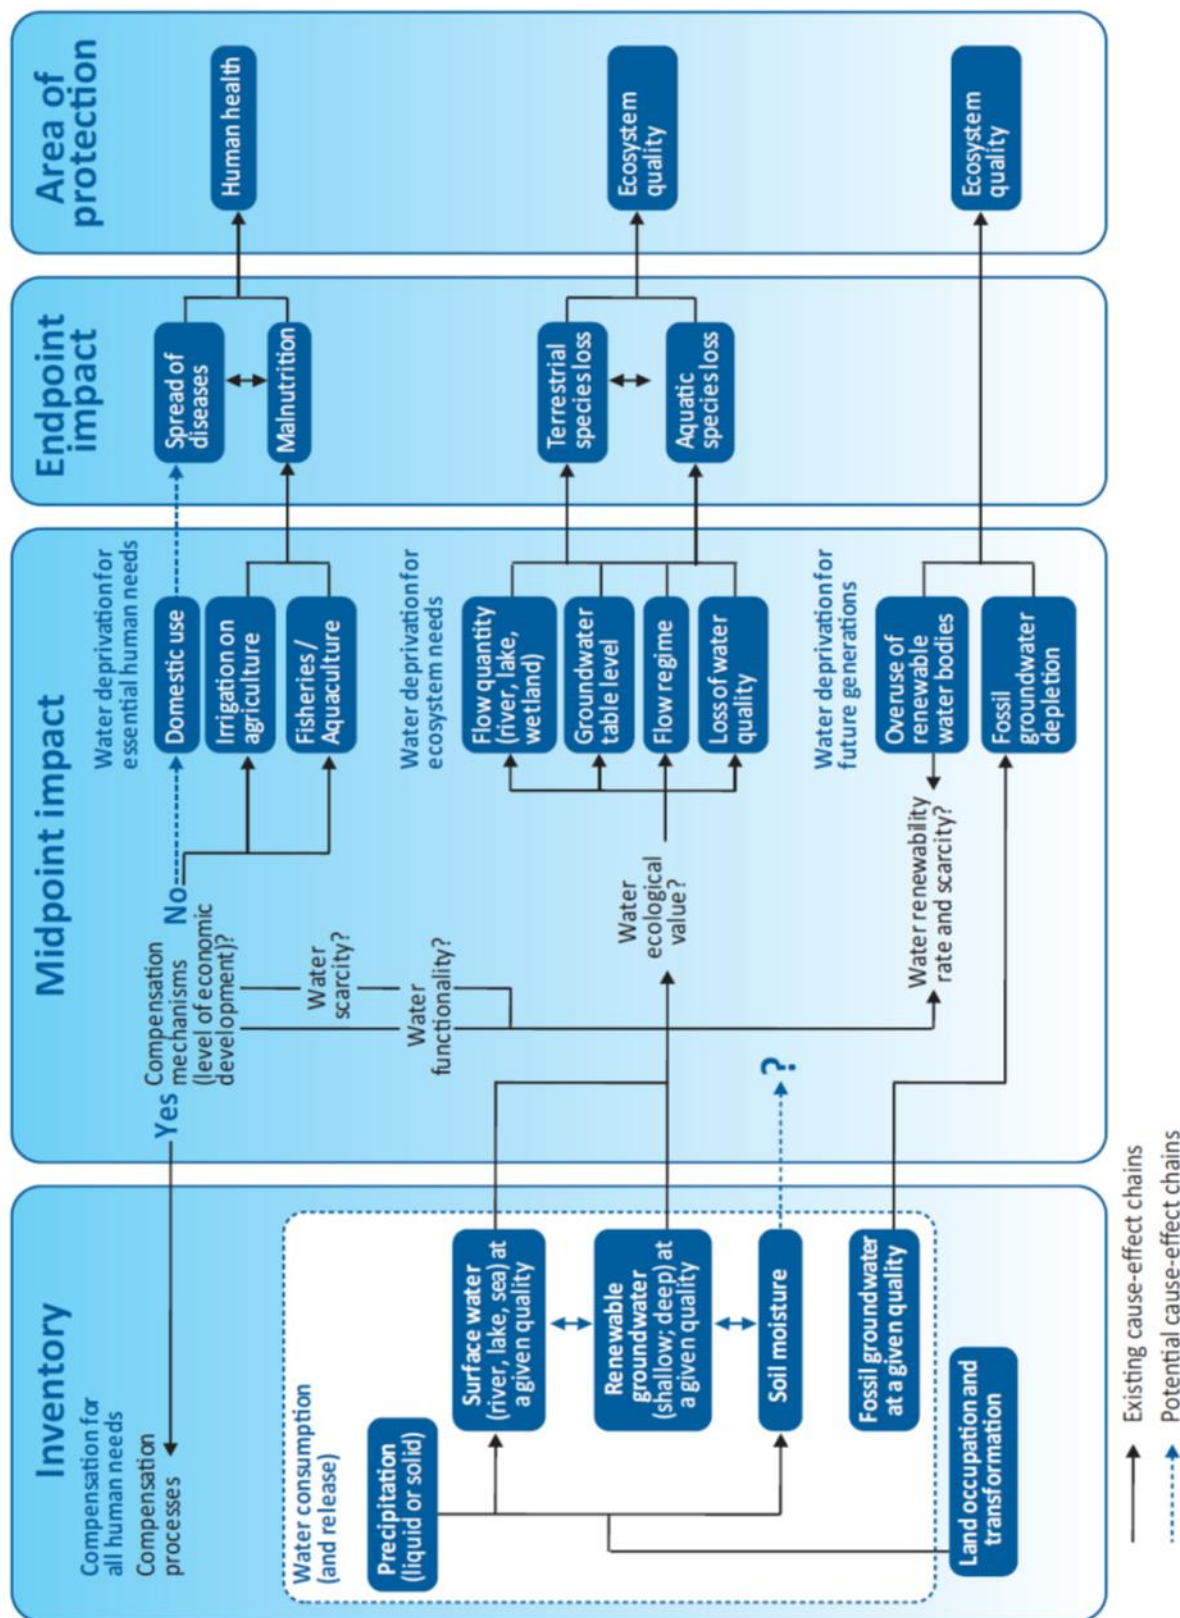 Inventory
Compensation for
all human needs
Compensation
processes
Water consumption
(and release)
Precipitation
(liquid or solid)
Surface water
(river, lake, sea) at
a given quality
Renewable
groundwater
(shallow; deep) at
a given quality
Soil moisture
Fossil groundwater
at a given quality
Land occupation and
transformation
Midpoint impact
Yes
Compensation
mechanisms
(level of economic
development)?
No
Water
scarcity?
Water
functionality?
Water
ecological
value?
?
Water renewability
rate and scarcity?
Water deprivation for
essential human needs
Domestic use
Irrigation on
agriculture
Fisheries /
Aquaculture
Water deprivation for
ecosystem needs
Flow quantity
(river, lake,
wetland)
Groundwater
table level
Flow regime
Loss of water
quality
Water deprivation for
future generations
Overuse of
renewable
water bodies
Fossil
groundwater
depletion
Endpoint
impact
Spread of
diseases
Malnutrition
Terrestrial
species loss
Aquatic
species loss
Area of
protection
Human health
Ecosystem
quality
Ecosystem
quality
Existing cause-effect chains
Potential cause-effect chains